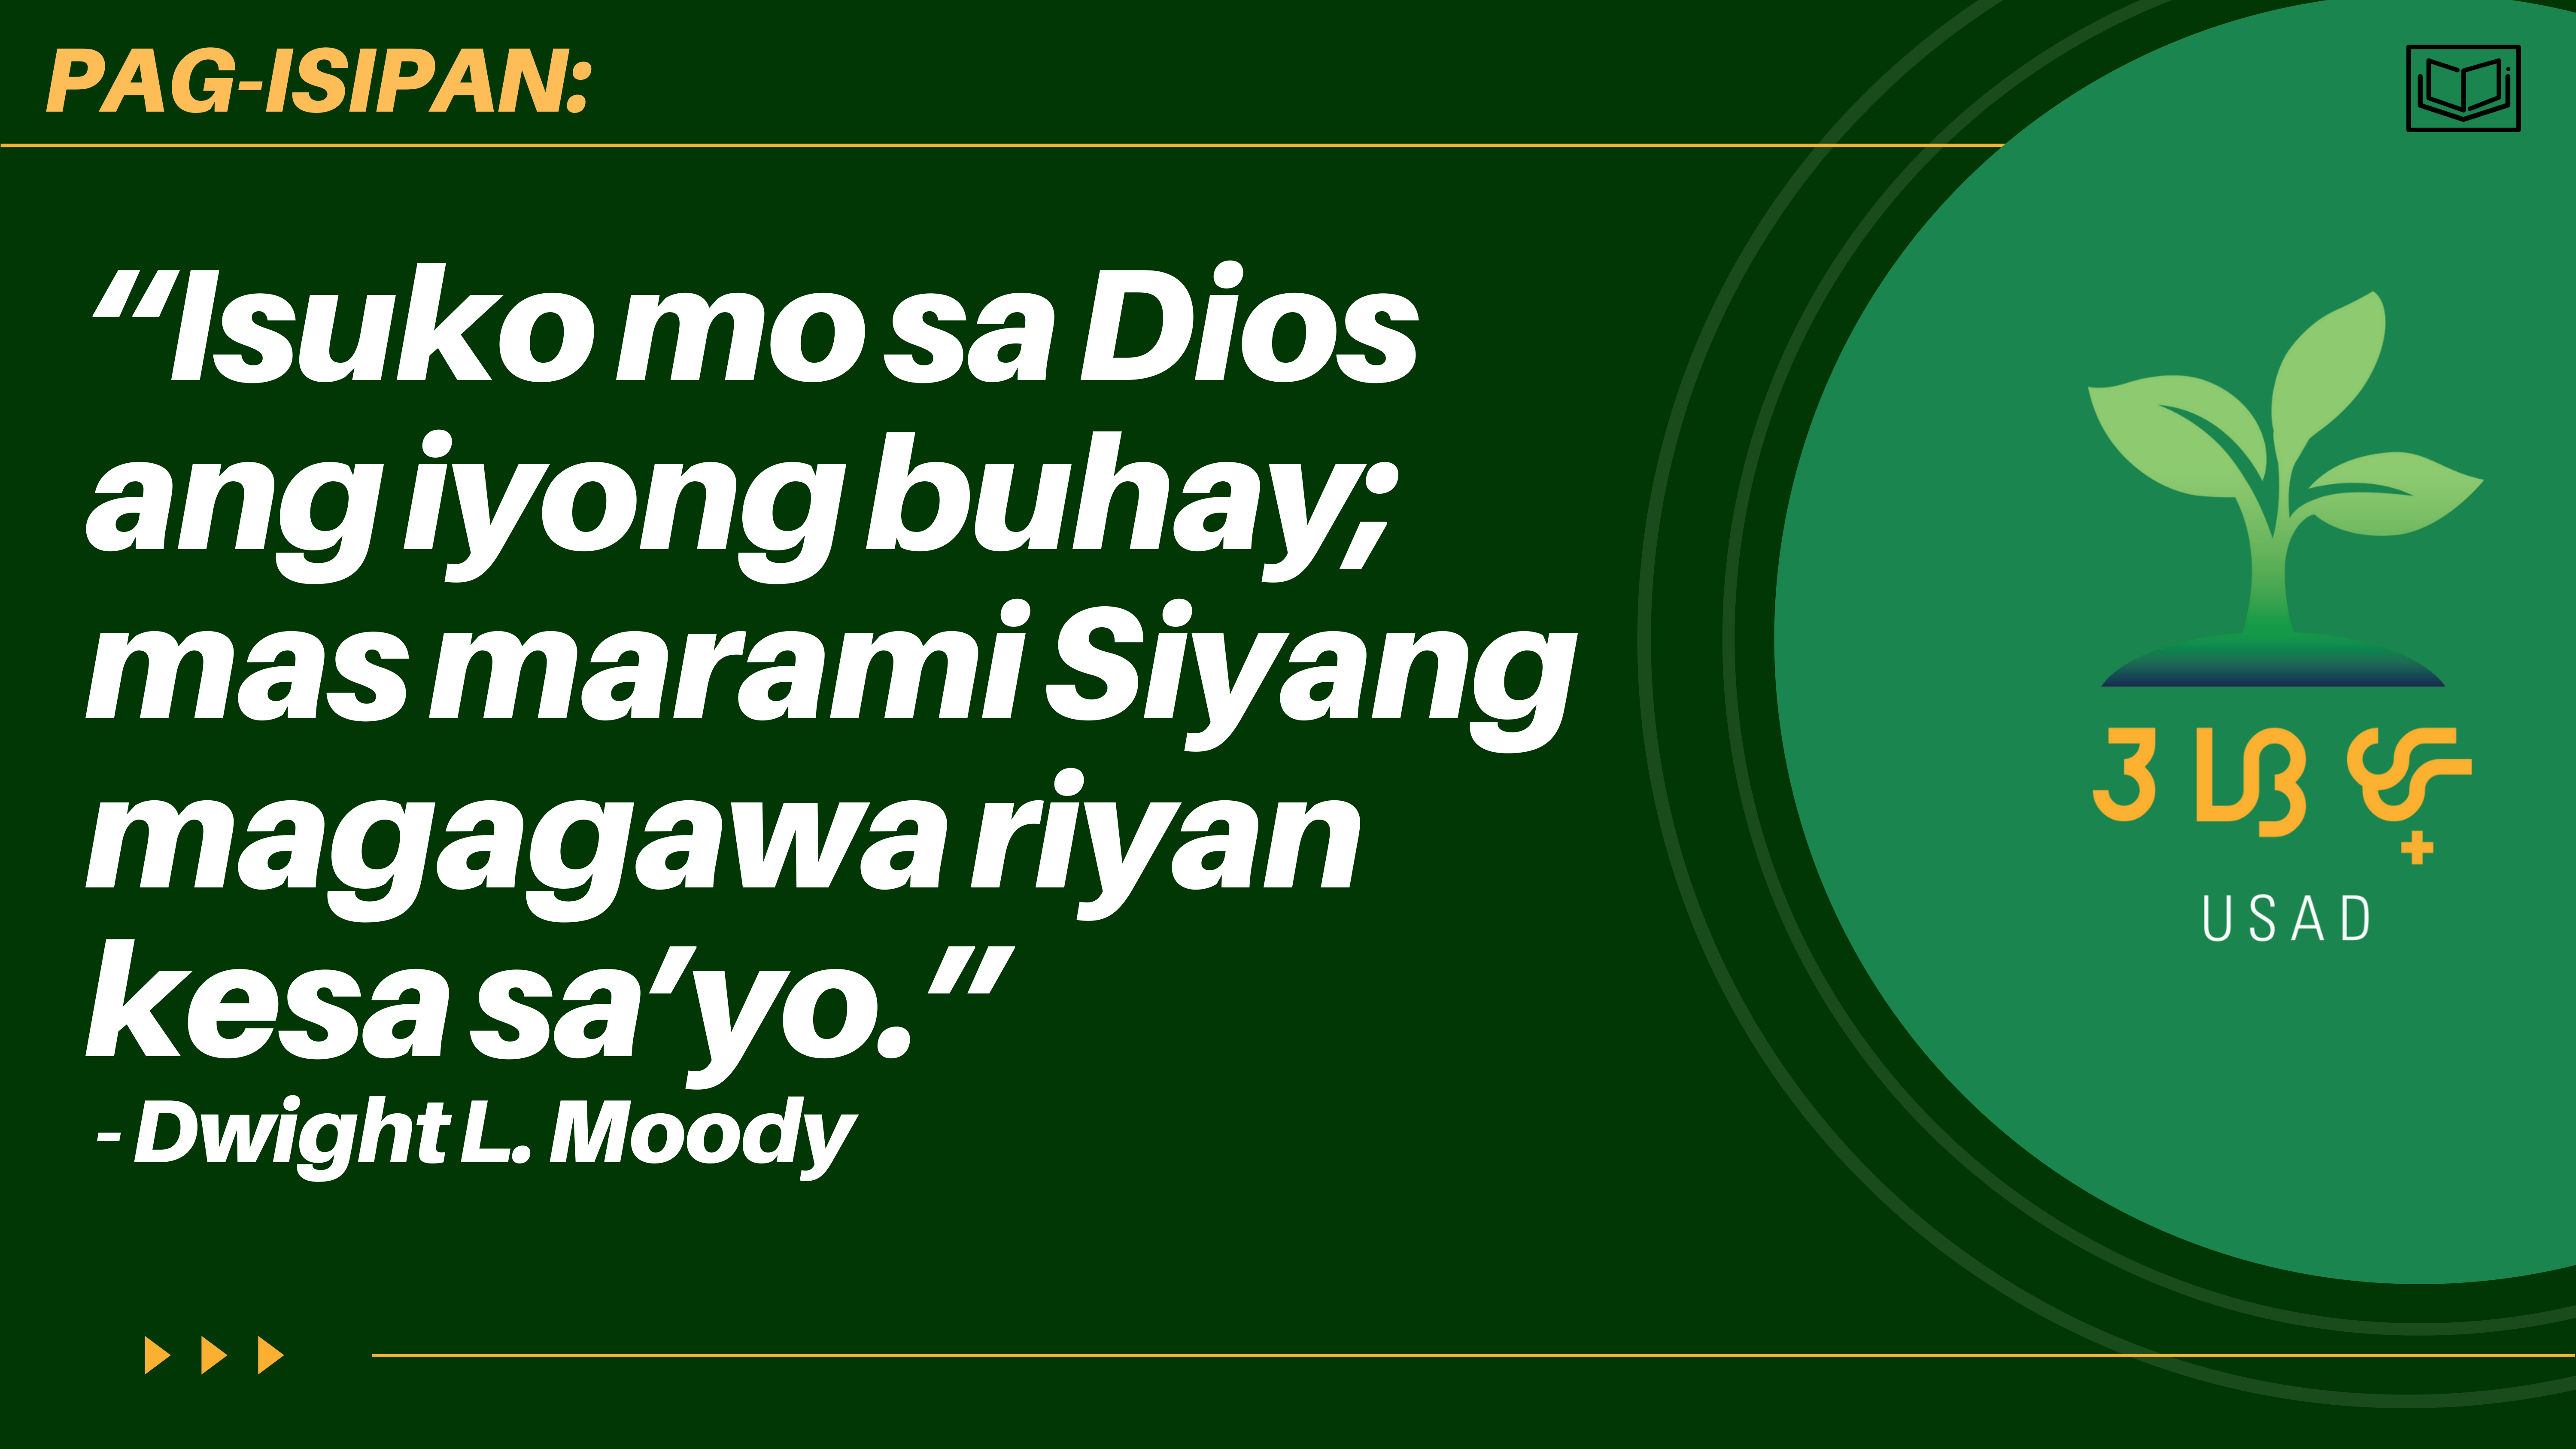 PAG-ISIPAN:
“Isuko mo sa Dios
ang iyong buhay;
mas marami Siyang
magagawa riyan
kesa sa’yo.”
- Dwight L. Moody
ᜂ ᜐ ᜇ᜔
USAD